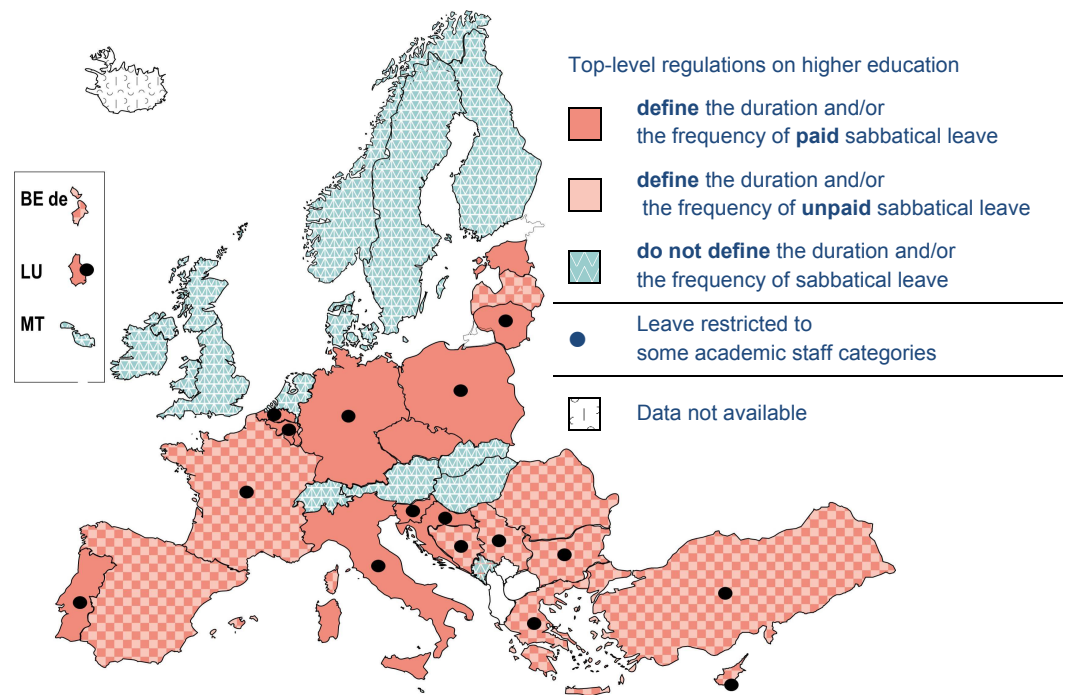 Top-level regulations on higher education
define the duration and/or
the frequency of paid sabbatical leave
define the duration and/or
the frequency of unpaid sabbatical leave
do not define the duration and/or
the frequency of sabbatical leave
Leave restricted to
some academic staff categories
Data not available
BE de
LU
MT